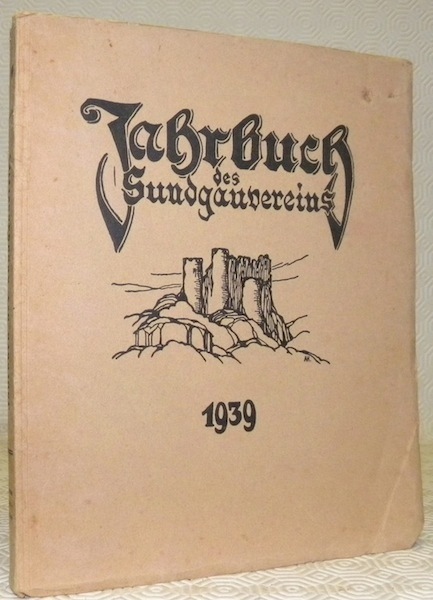 Jahrbuch
des
Sundgauvereins
1939